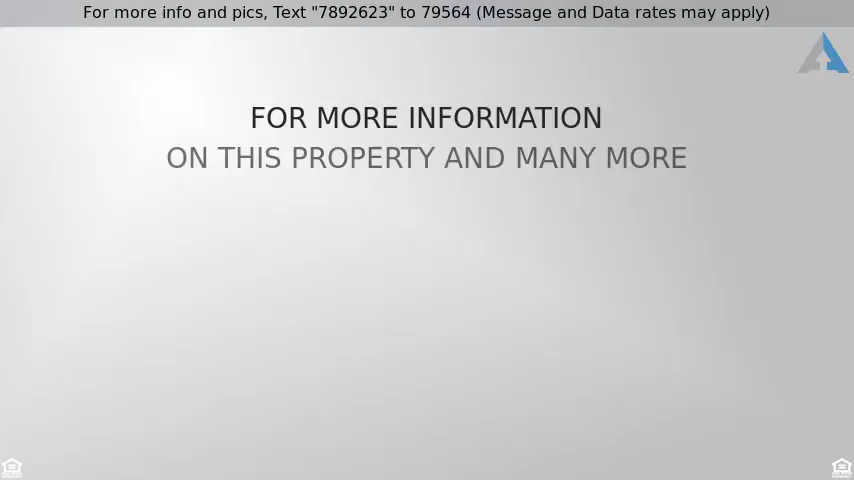 For more info and pics, Text "7892623" to 79564 (Message and Data rates may apply)
FOR MORE INFORMATION
ON THIS PROPERTY AND MANY MORE